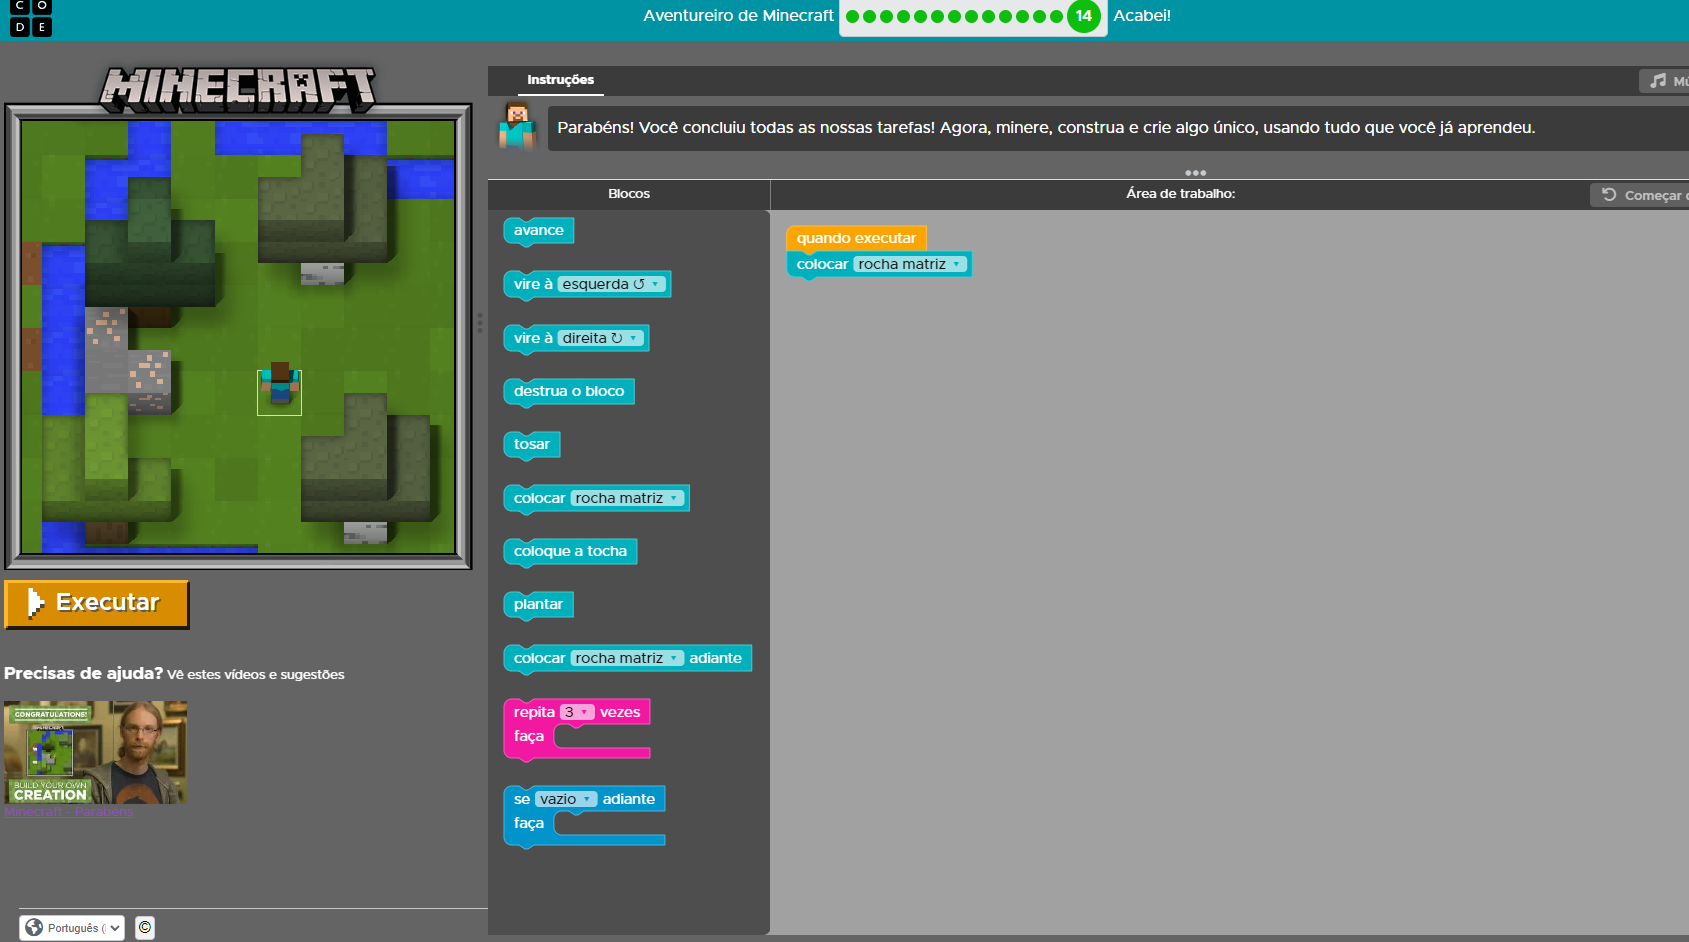 C O
D E
Aventureiro de Minecraft
14
Acabei!
MINECRAFT
Instruções
Parabéns! Você concluiu todas as nossas tarefas! Agora, minere, construa e crie algo único, usando tudo que você já aprendeu.
Blocos
Área de trabalho:
Começar
avance
vire à esquerda ↺
vire à direita ↻
destrua o bloco
tosar
colocar rocha matriz
coloque a tocha
plantar
colocar rocha matriz adiante
repita 3 vezes
faça
se vazio adiante
faça
quando executar
colocar rocha matriz
Executar
Precisas de ajuda? Vê estes vídeos e sugestões
CONGRATULATIONS!
BUILD YOUR OWN
CREATION
Minecraft - Parabéns
Português (
©